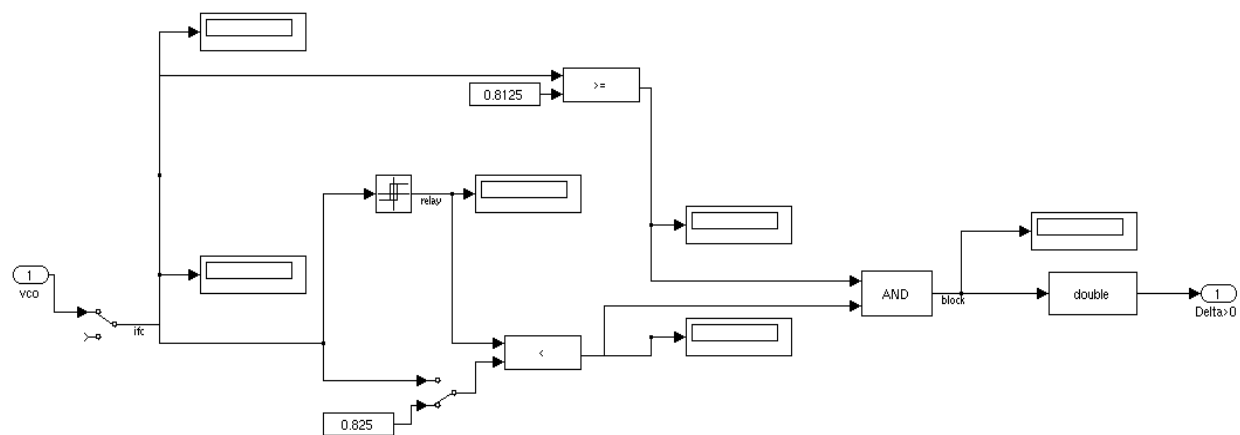 >=
0.8125
relay
1
vco
ifc
AND
block
double
1
Delta>0
<
0.825